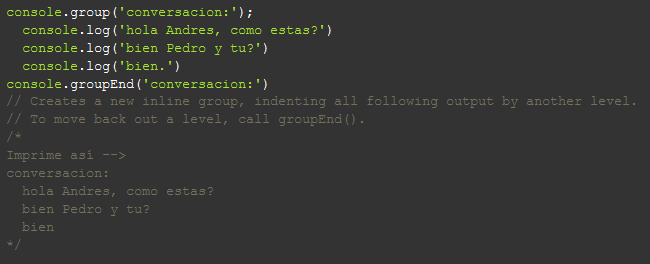 console.group('conversacion:');
  console.log('hola Andres, como estas?')
  console.log('bien Pedro y tu?')
  console.log('bien.')
console.groupEnd('conversacion:')
// Creates a new inline group, indenting all following output by another level.
// To move back out a level, call groupEnd().
/*
Imprime así -->
conversacion:
  hola Andres, como estas?
  bien Pedro y tu?
  bien
*/